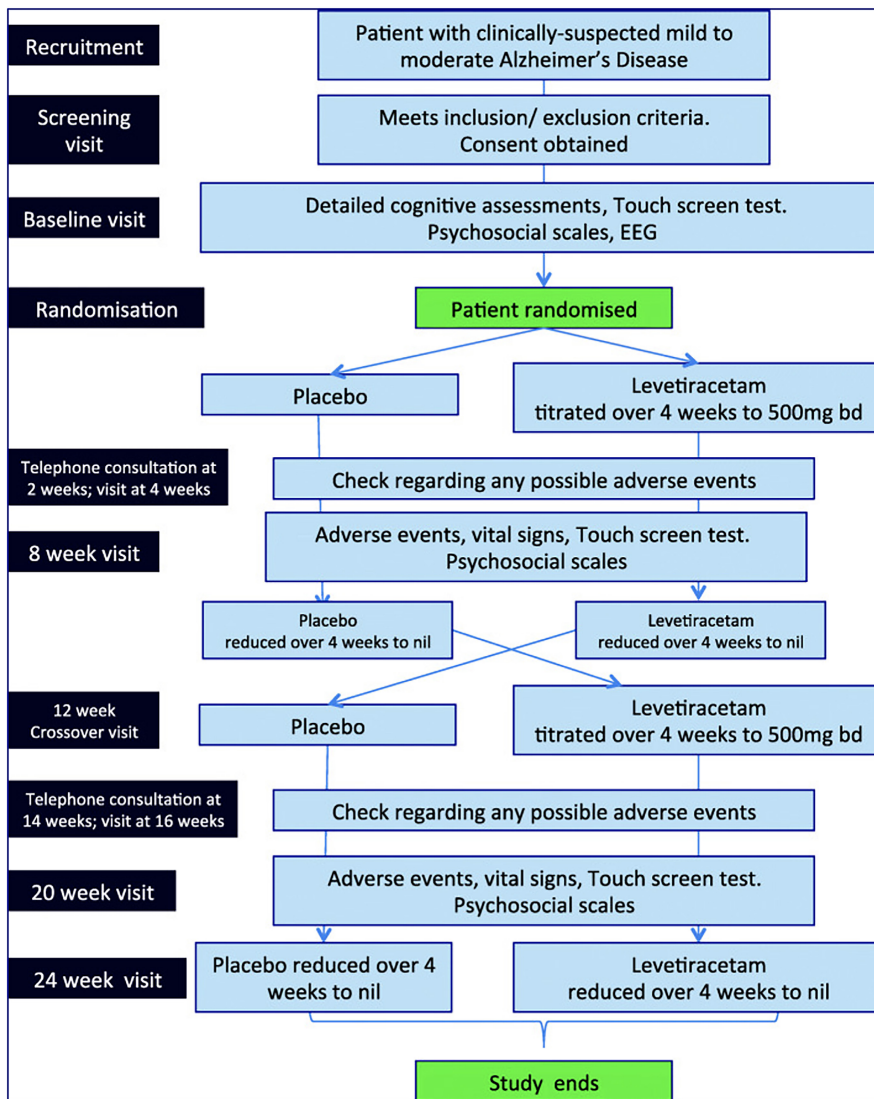 Recruitment
Patient with clinically-suspected mild to
moderate Alzheimer's Disease
Screening
visit
Meets inclusion/ exclusion criteria.
Consent obtained
Baseline visit
Detailed cognitive assessments, Touch screen test.
Psychosocial scales, EEG
Randomisation
Patient randomised
Placebo
Levetiracetam
titrated over 4 weeks to 500mg bd
Telephone consultation at
2 weeks; visit at 4 weeks
Check regarding any possible adverse events
8 week visit
Adverse events, vital signs, Touch screen test.
Psychosocial scales
Placebo
reduced over 4 weeks to nil
Levetiracetam
reduced over 4 weeks to nil
12 week
Crossover visit
Placebo
Levetiracetam
titrated over 4 weeks to 500mg bd
Telephone consultation at
14 weeks; visit at 16 weeks
Check regarding any possible adverse events
20 week visit
Adverse events, vital signs, Touch screen test.
Psychosocial scales
24 week  visit
Placebo reduced over 4
weeks to nil
Levetiracetam
reduced over 4 weeks to nil
Study  ends